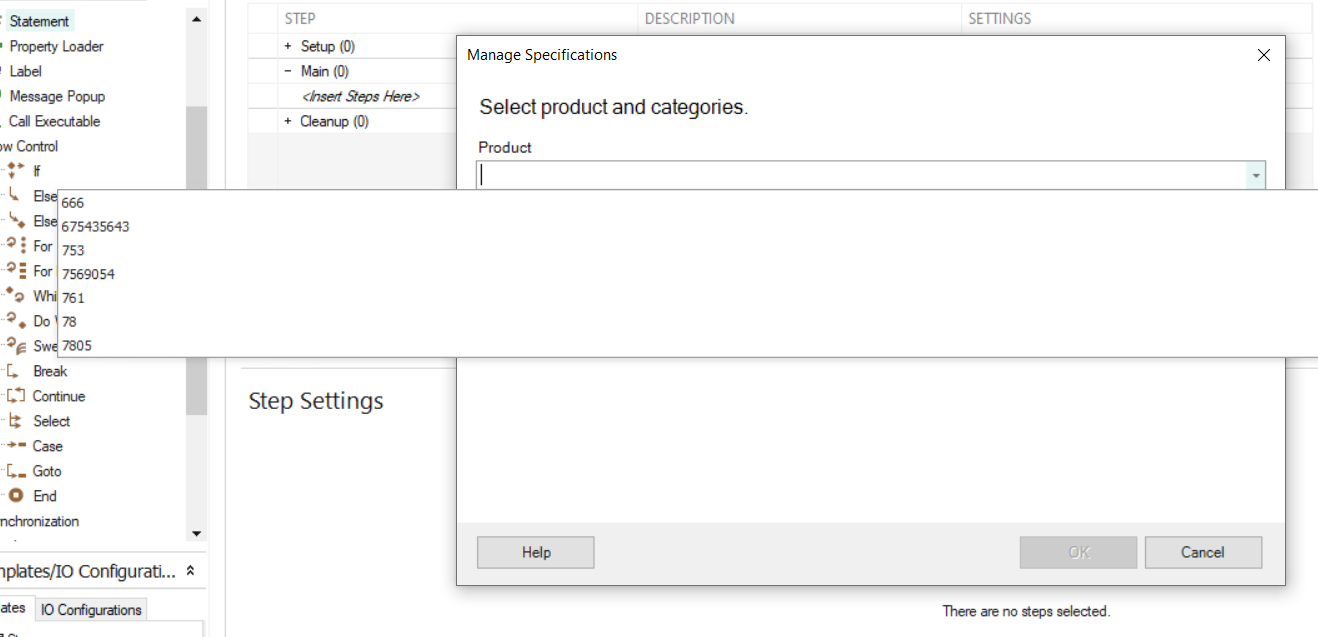 Statement
Property Loader
Label
Message Popup
Call Executable
ow Control
If
Else
Else
For
For
Whi
Do
Swe
Break
Continue
Select
Case
Goto
End
nchronization
nplates/IO Configurati...
ates
IO Configurations
STEP DESCRIPTION SETTINGS
+ Setup (0)
− Main (0)
<Insert Steps Here>
+ Cleanup (0)
Manage Specifications
Select product and categories.
Product
666
675435643
753
7569054
761
78
7805
Help
OK
Cancel
Step Settings
There are no steps selected.